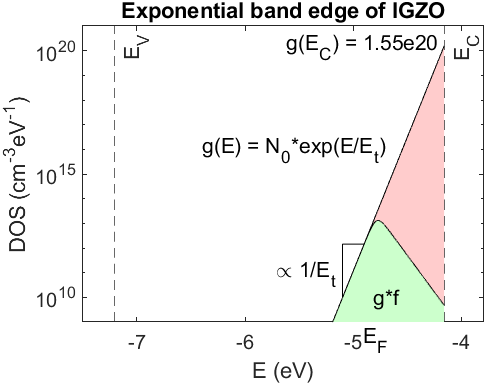 Exponential band edge of IGZO
10^20
10^15
10^10
DOS (cm^-3 eV^-1)
E_V
g(E_C) = 1.55e20
E_C
g(E) = N_0*exp(E/E_t)
∝ 1/E_t
g*f
E_F
-7
-6
-5
-4
E (eV)